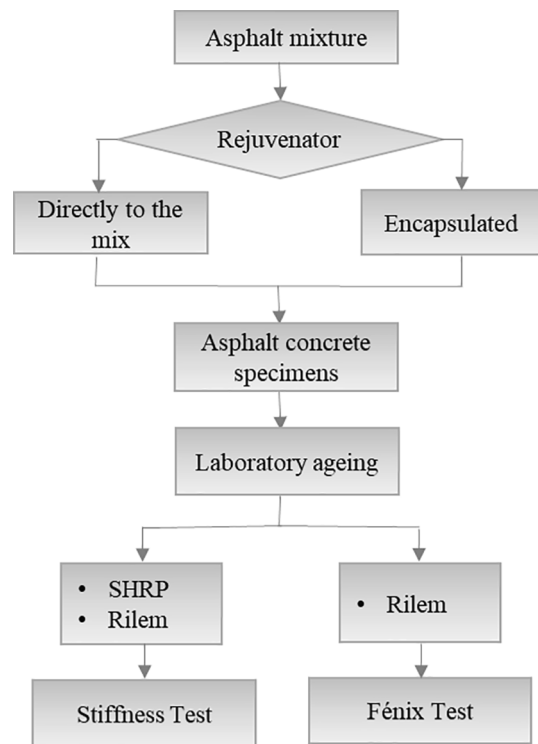 Asphalt mixture
Rejuvenator
Directly to the
mix
Encapsulated
Asphalt concrete
specimens
Laboratory ageing
• SHRP
• Rilem
• Rilem
Stiffness Test
Fénix Test